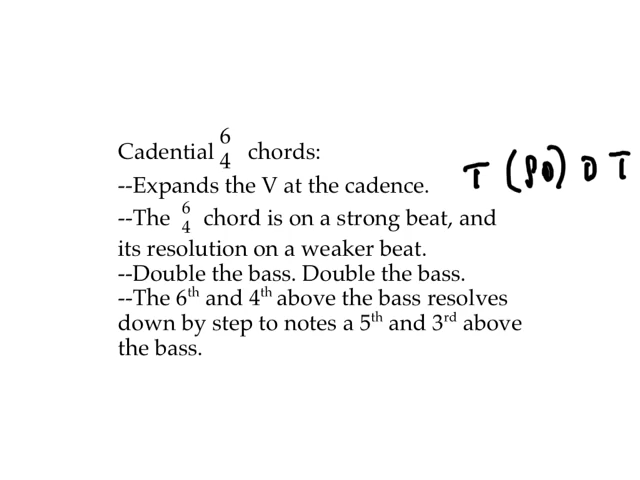 Cadential 6/4 chords:
T (PD) D T
--Expands the V at the cadence.
--The 6/4 chord is on a strong beat, and
its resolution on a weaker beat.
--Double the bass. Double the bass.
--The 6th and 4th above the bass resolves
down by step to notes a 5th and 3rd above
the bass.